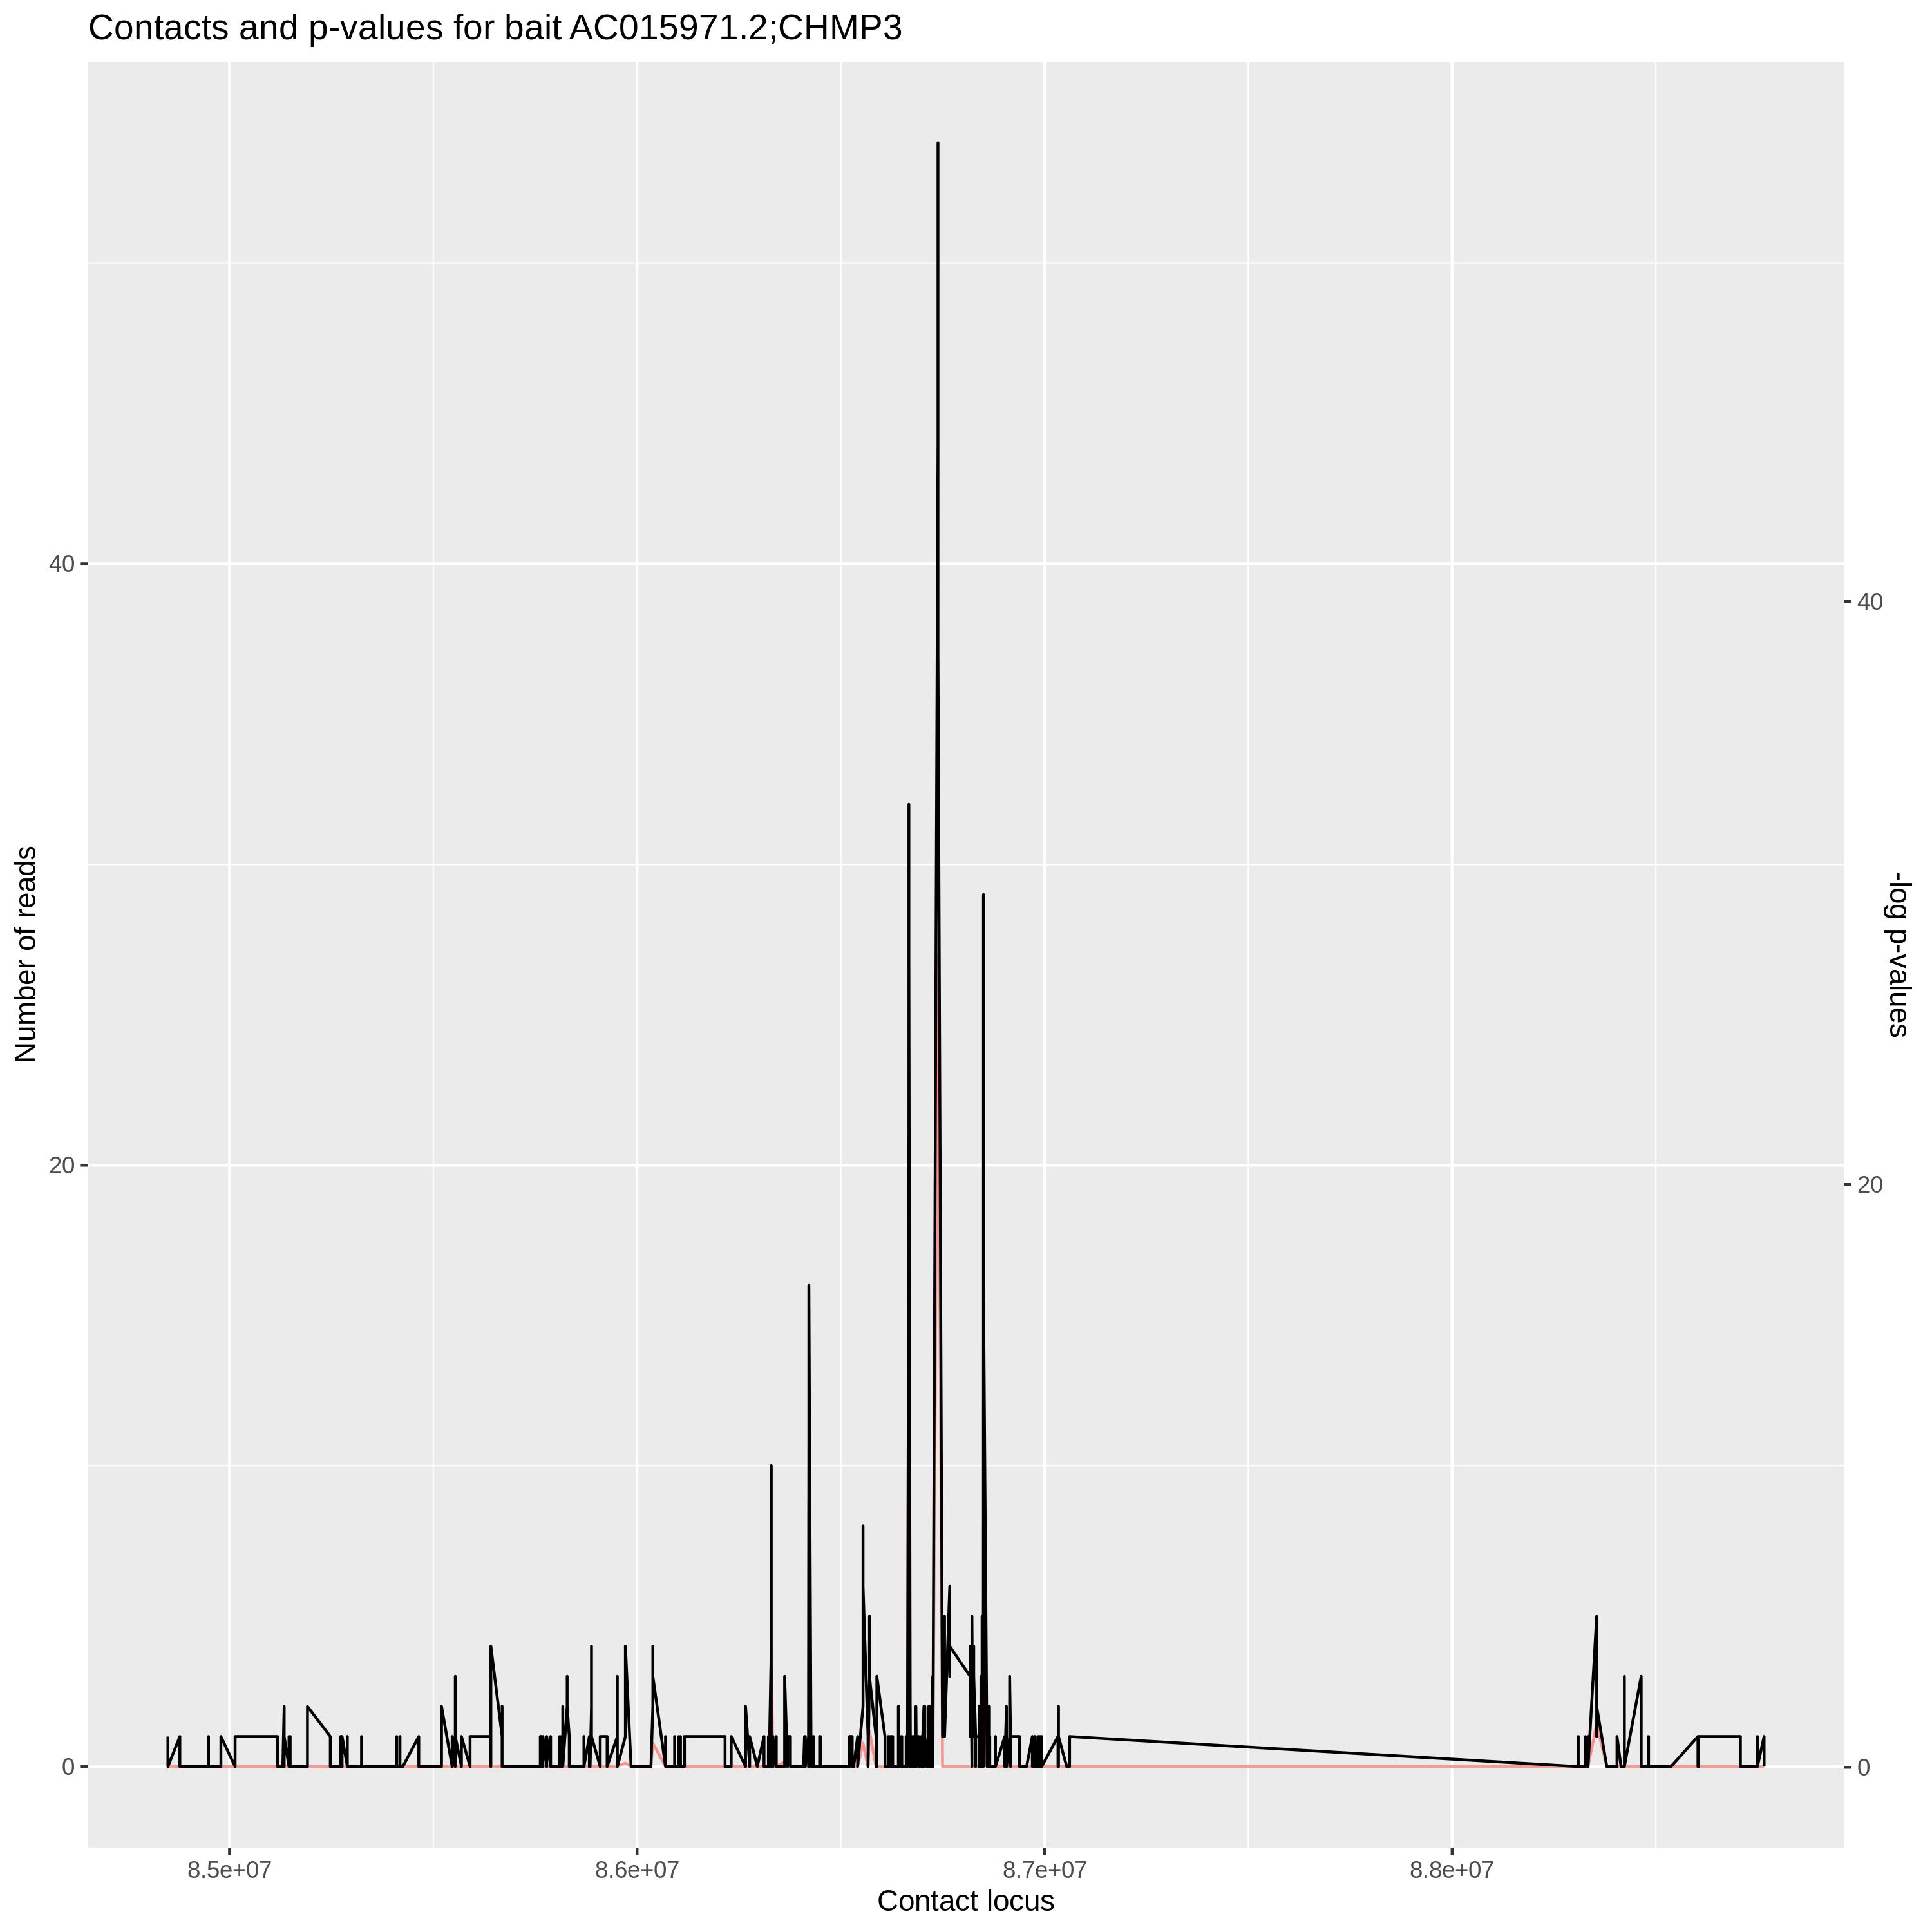 Contacts and p-values for bait AC015971.2;CHMP3
Number of reads
40
20
0
40
20
0
-log p-values
8.5e+07
8.6e+07
8.7e+07
8.8e+07
Contact locus